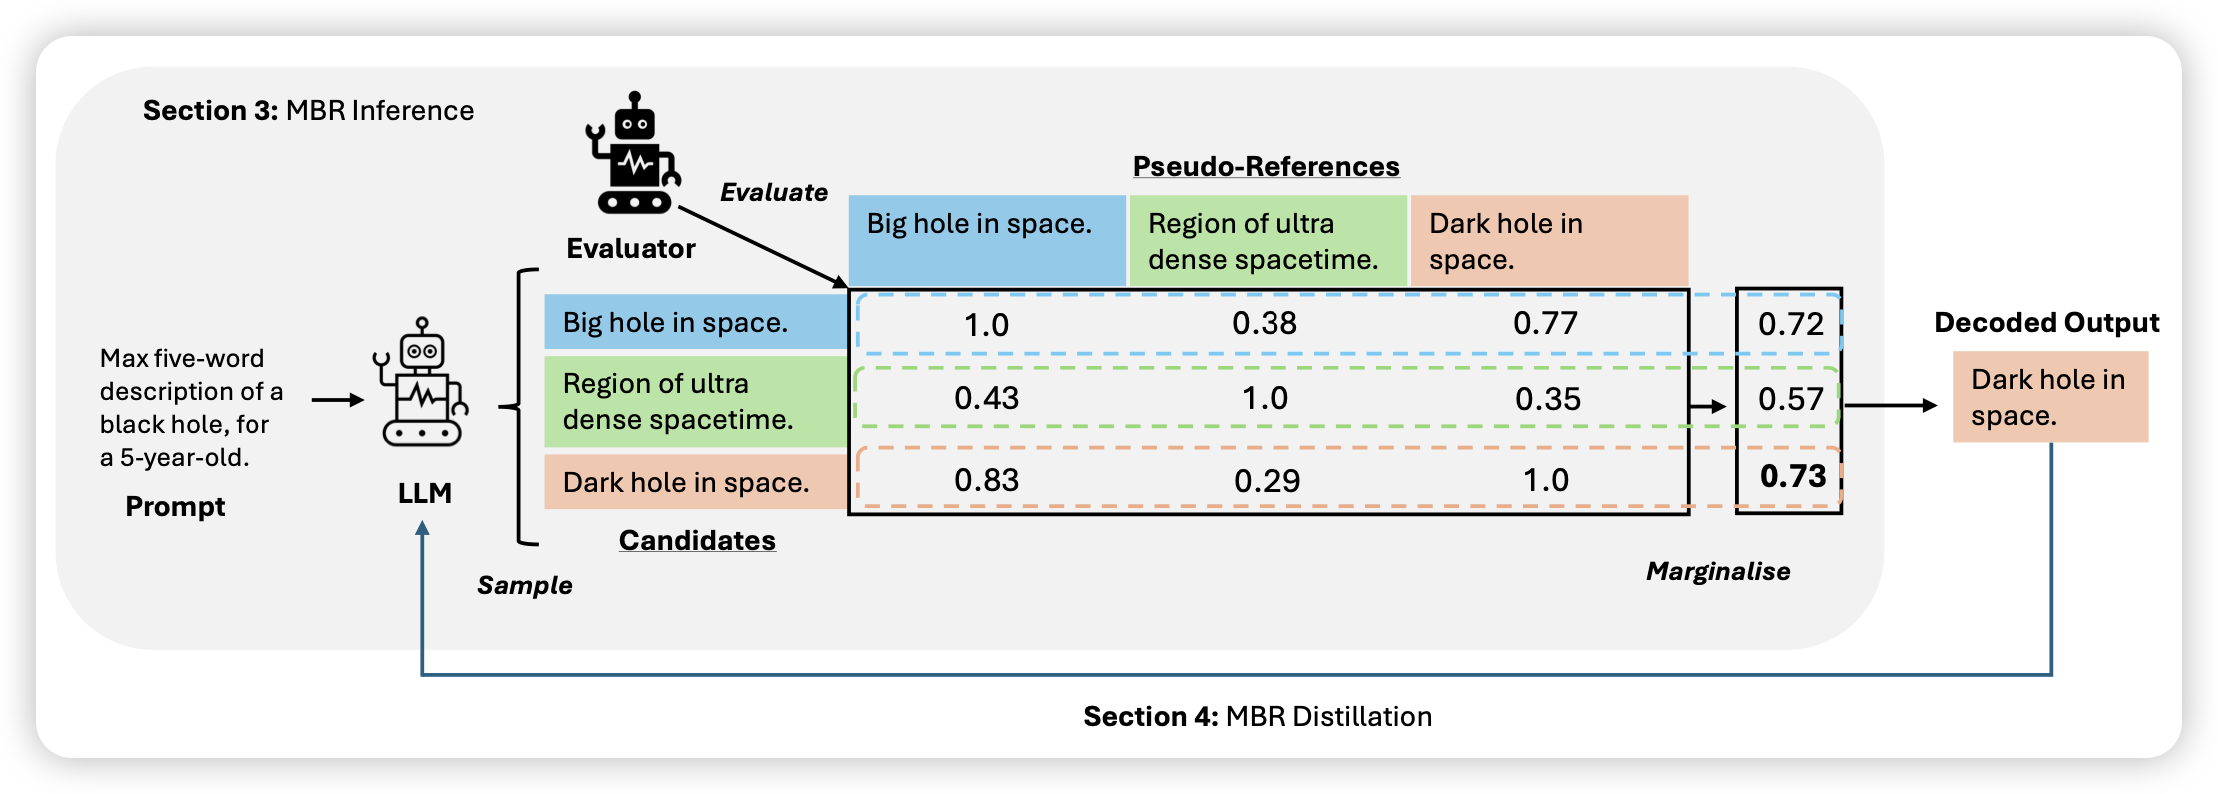 Section 3: MBR Inference
Evaluate
Evaluator
Pseudo-References
Big hole in space.
Region of ultra
dense spacetime.
Dark hole in
space.
Max five-word
description of a
black hole, for
a 5-year-old.
Prompt
LLM
Big hole in space.
1.0 0.38 0.77 0.72
Region of ultra
dense spacetime.
0.43 1.0 0.35 0.57
Dark hole in space.
0.83 0.29 1.0 0.73
Candidates
Sample
Marginalise
Decoded Output
Dark hole in
space.
Section 4: MBR Distillation